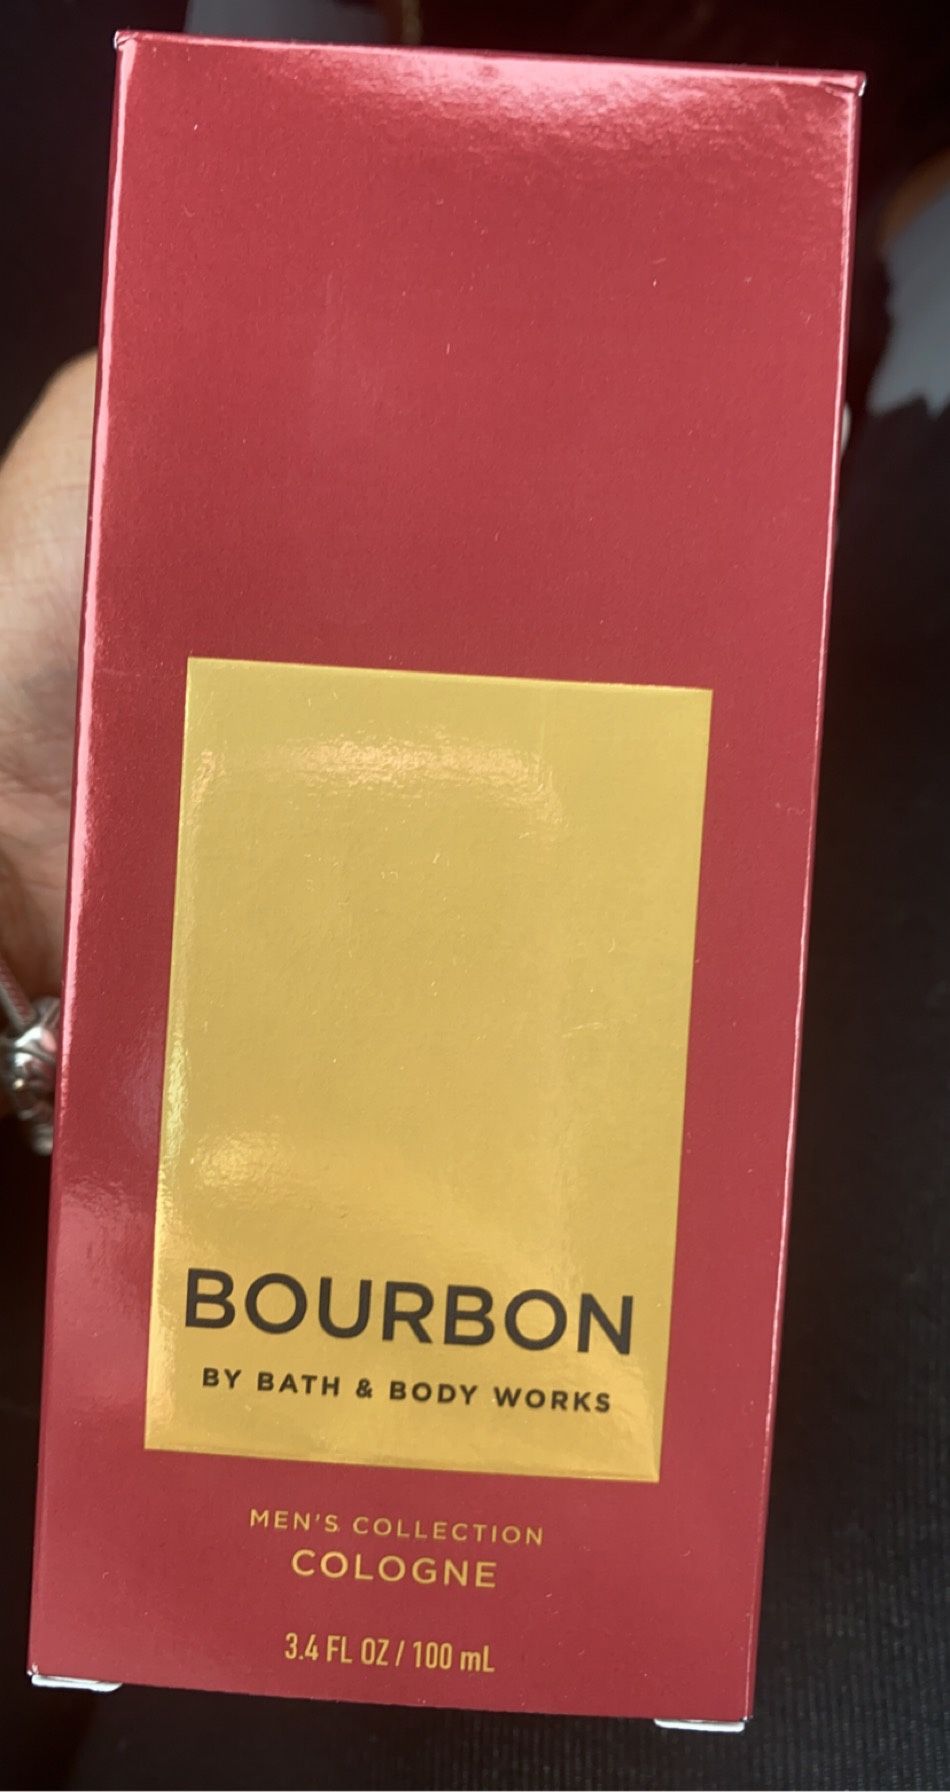 BOURBON
BY BATH & BODY WORKS
MEN'S COLLECTION
COLOGNE
3.4 FL OZ / 100 mL